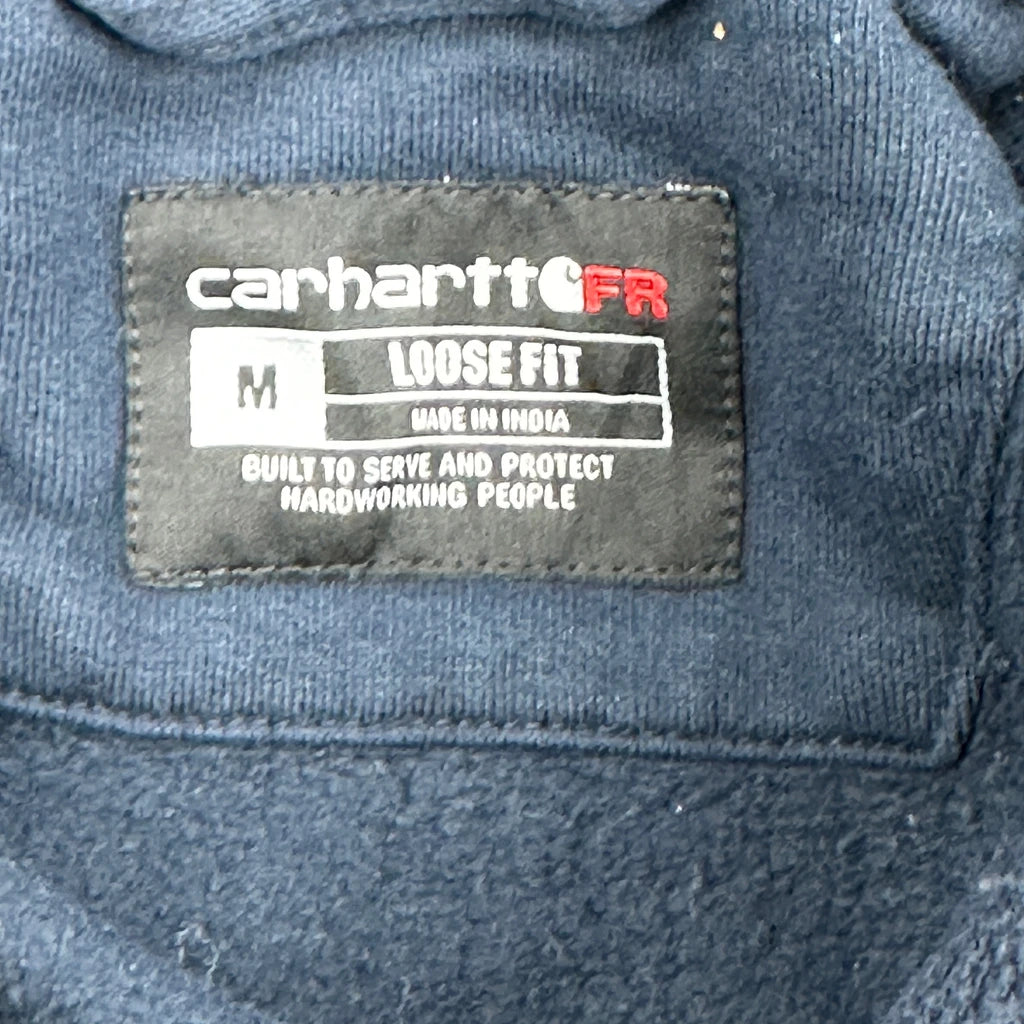 carhartt FR
M
LOOSE FIT
MADE IN INDIA
BUILT TO SERVE AND PROTECT
HARDWORKING PEOPLE